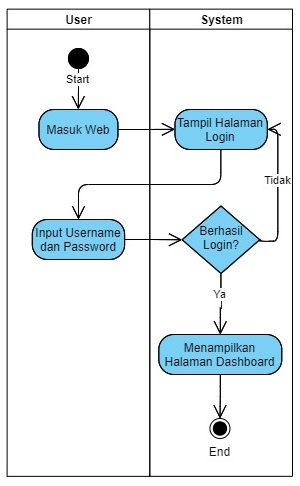 User
System
Start
Masuk Web
Tampil Halaman
Login
Tidak
Input Username
dan Password
Berhasil
Login?
Ya
Menampilkan
Halaman Dashboard
End